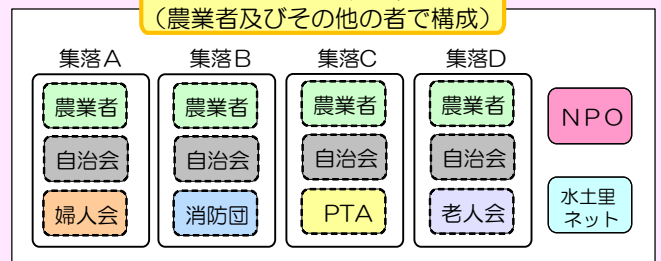 （農業者及びその他の者で構成）
集落A 集落B 集落C 集落D
農業者 農業者 農業者 農業者
NPO
自治会 自治会 自治会 自治会
婦人会 消防団 PTA 老人会
水土里
ネット